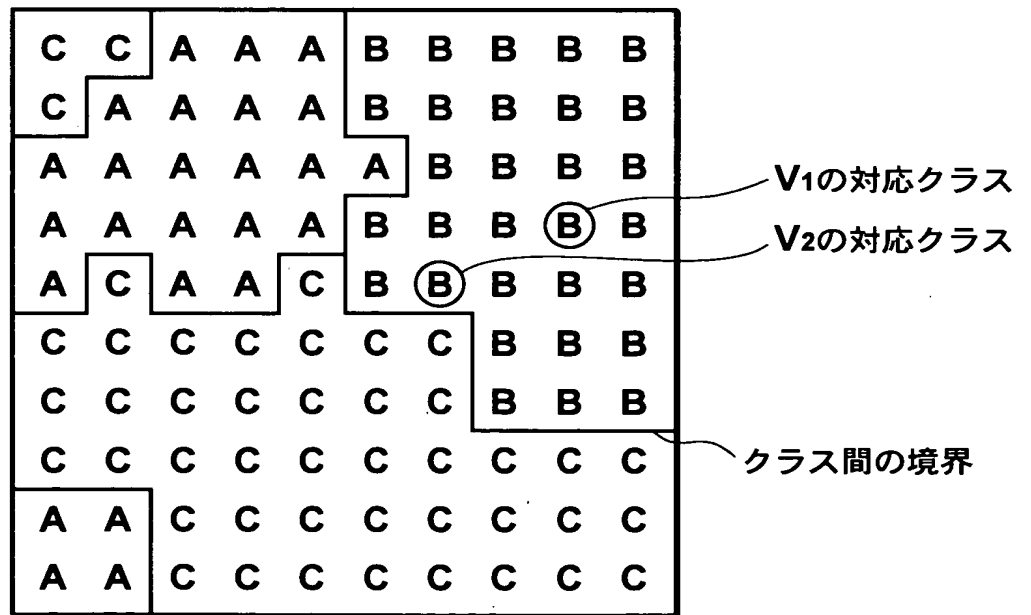 C C A A A B B B B B
C A A A A B B B B B
A A A A A A B B B B
V1の対応クラス
A A A A A B B B B B
V2の対応クラス
A C A A C B B B B B
C C C C C C C B B B
C C C C C C C B B B
C C C C C C C C C C
クラス間の境界
A A C C C C C C C C
A A C C C C C C C C